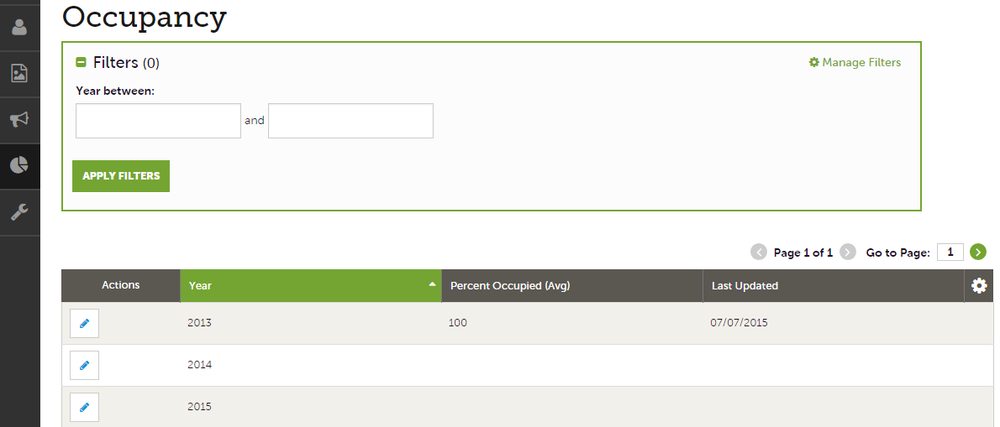 Occupancy
Filters (0)
Manage Filters
Year between:
and
APPLY FILTERS
Page 1 of 1 Go to Page: 1
Actions Year Percent Occupied (Avg) Last Updated
2013 100 07/07/2015
2014
2015